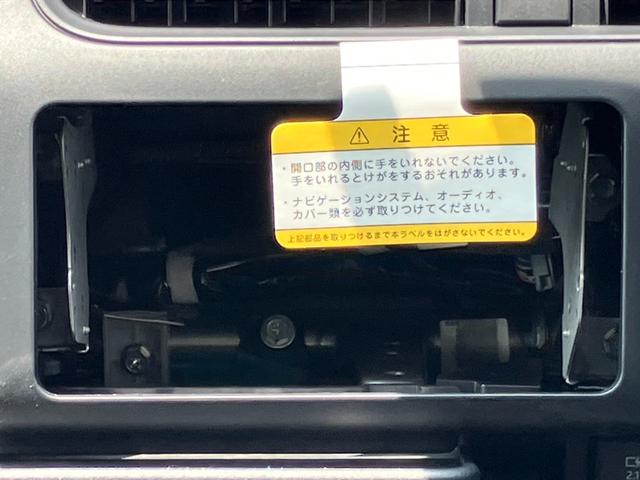 ⚠ 注意
・開口部の内側に手をいれないでください。
手をいれるとけがをするおそれがあります。
・ナビゲーションシステム、オーディオ、
カバー類を必ず取りつけてください。
上記部品を取りつけるまで本ラベルをはがさないでください。